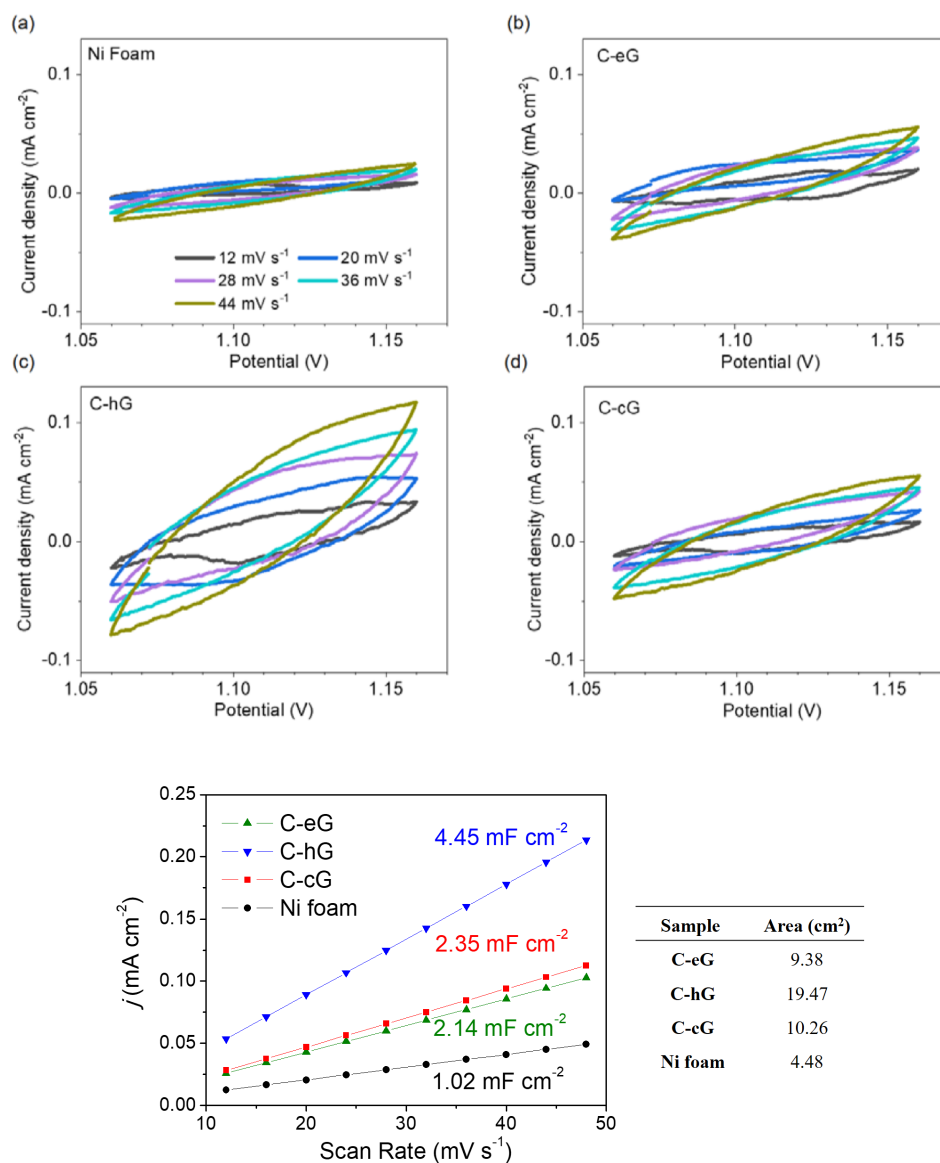 (a)
Ni Foam
0.1
0.0
-0.1
Current density (mA cm⁻²)
12 mV s⁻¹
20 mV s⁻¹
28 mV s⁻¹
36 mV s⁻¹
44 mV s⁻¹
1.05
1.10
1.15
Potential (V)
(b)
C-eG
0.1
0.0
-0.1
Current density (mA cm⁻²)
1.05
1.10
1.15
Potential (V)
(c)
C-hG
0.1
0.0
-0.1
Current density (mA cm⁻²)
1.05
1.10
1.15
Potential (V)
(d)
C-cG
0.1
0.0
-0.1
Current density (mA cm⁻²)
1.05
1.10
1.15
Potential (V)
0.25
0.20
0.15
0.10
0.05
0.00
j (mA cm⁻²)
C-eG
C-hG
C-cG
Ni foam
4.45 mF cm⁻²
2.35 mF cm⁻²
2.14 mF cm⁻²
1.02 mF cm⁻²
10
20
30
40
50
Scan Rate (mV s⁻¹)
Sample Area (cm²)
C-eG 9.38
C-hG 19.47
C-cG 10.26
Ni foam 4.48